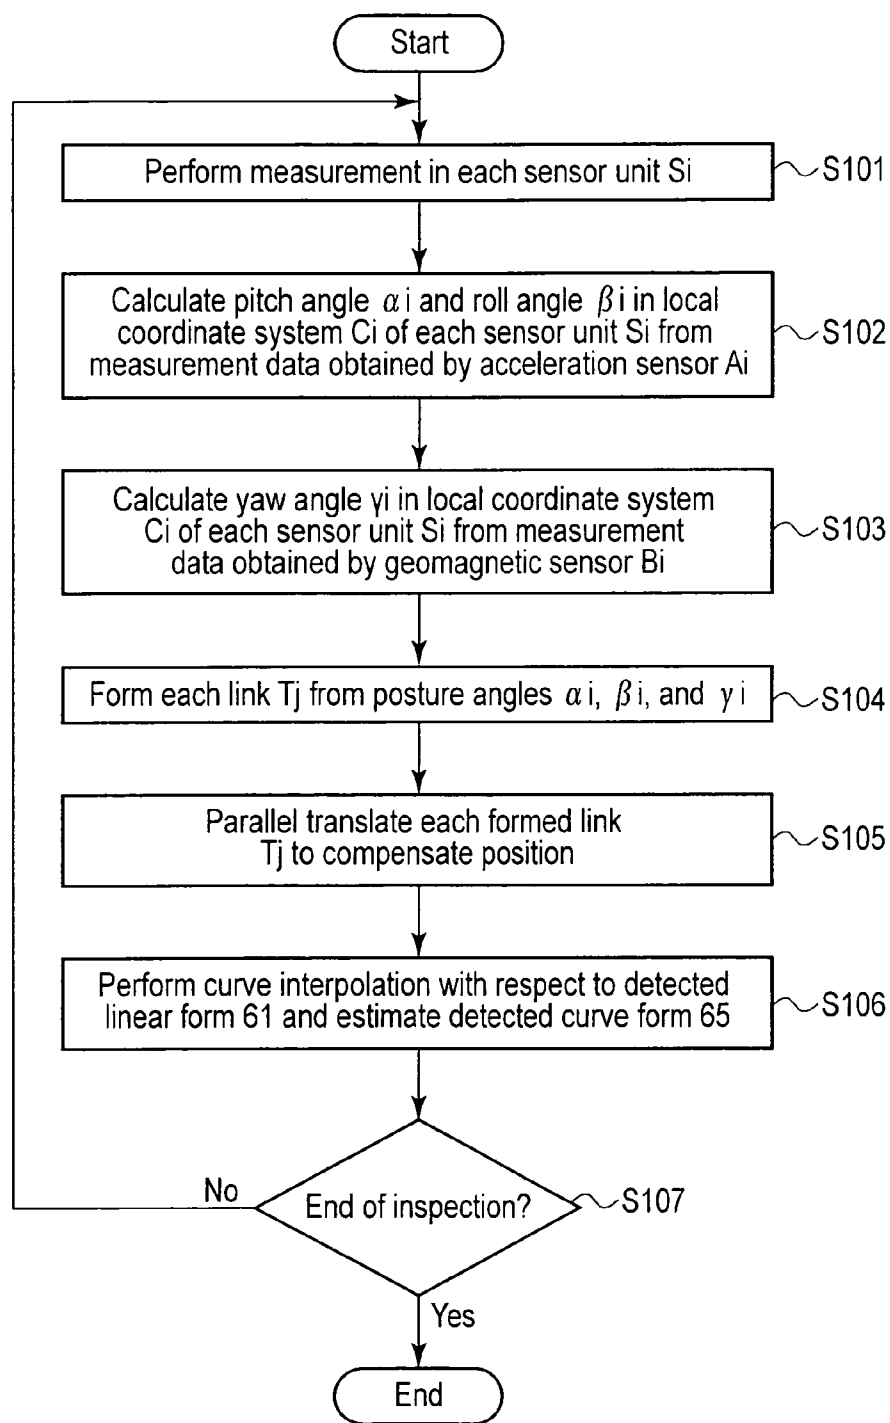 Start
Perform measurement in each sensor unit Si
S101
Calculate pitch angle αi and roll angle βi in local
coordinate system Ci of each sensor unit Si from
measurement data obtained by acceleration sensor Ai
S102
Calculate yaw angle γi in local coordinate system
Ci of each sensor unit Si from measurement
data obtained by geomagnetic sensor Bi
S103
Form each link Tj from posture angles αi, βi, and γi
S104
Parallel translate each formed link
Tj to compensate position
S105
Perform curve interpolation with respect to detected
linear form 61 and estimate detected curve form 65
S106
No
End of inspection?
S107
Yes
End